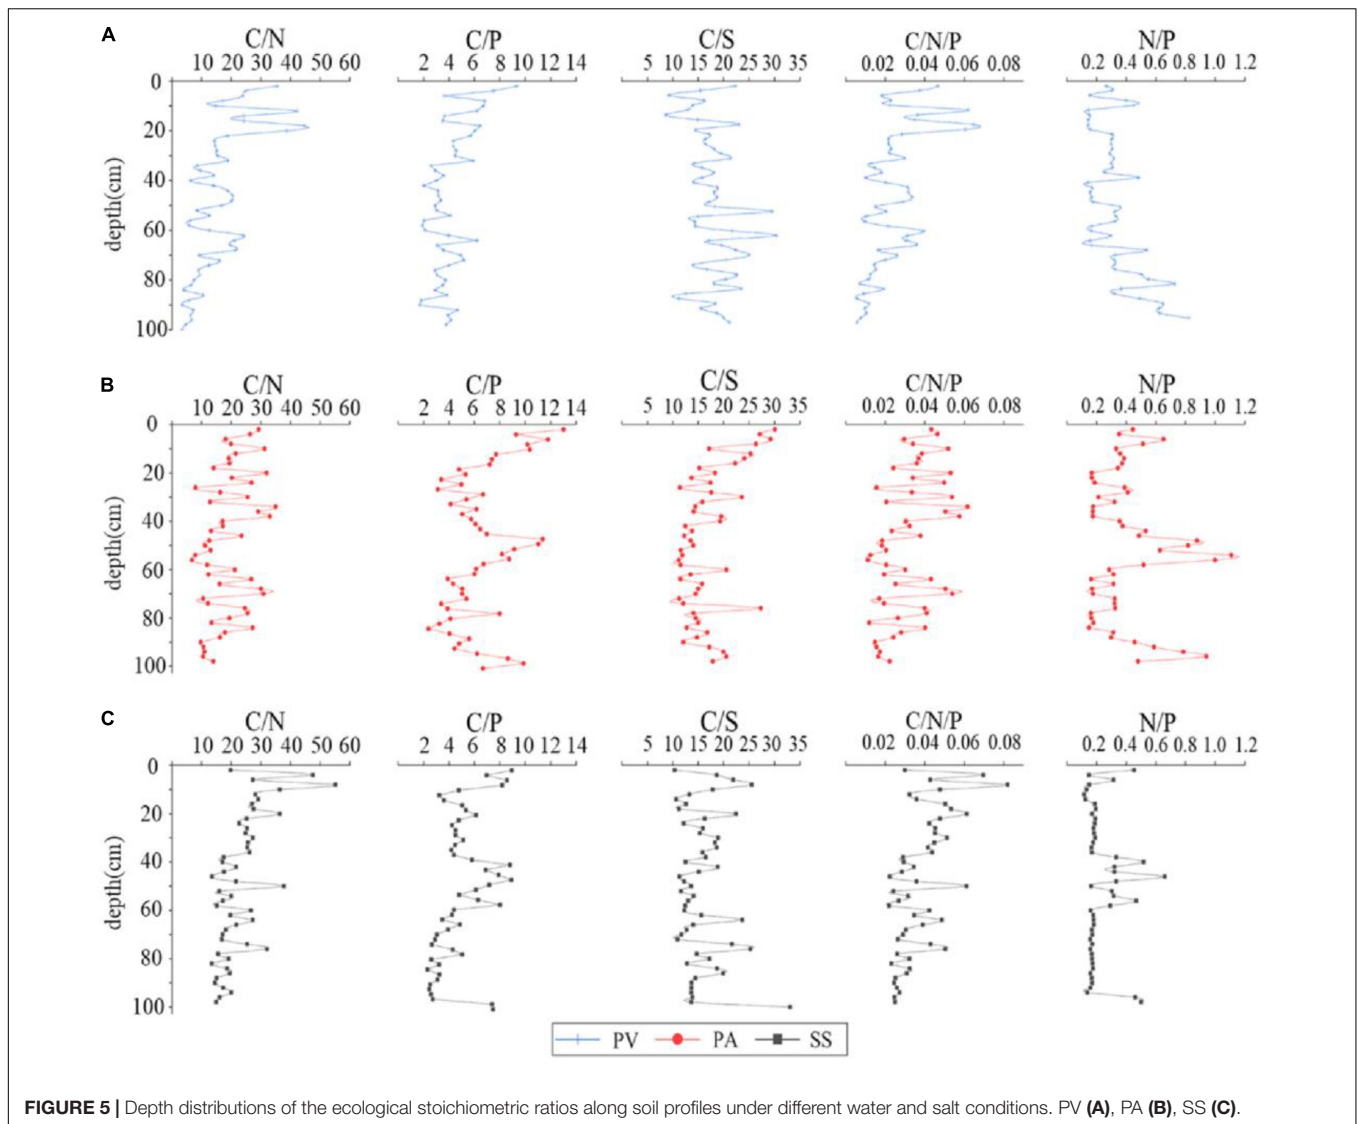 A
C/N C/P C/S C/N/P N/P
10 20 30 40 50 60 2 4 6 8 10 12 14 5 10 15 20 25 30 35 0.02 0.04 0.06 0.08 0.2 0.4 0.6 0.8 1.0 1.2
0
20
40
60
80
100
depth(cm)
B
C/N C/P C/S C/N/P N/P
10 20 30 40 50 60 2 4 6 8 10 12 14 5 10 15 20 25 30 35 0.02 0.04 0.06 0.08 0.2 0.4 0.6 0.8 1.0 1.2
0
20
40
60
80
100
depth(cm)
C
C/N C/P C/S C/N/P N/P
10 20 30 40 50 60 2 4 6 8 10 12 14 5 10 15 20 25 30 35 0.02 0.04 0.06 0.08 0.2 0.4 0.6 0.8 1.0 1.2
0
20
40
60
80
100
depth(cm)
PV PA SS
FIGURE 5 | Depth distributions of the ecological stoichiometric ratios along soil profiles under different water and salt conditions. PV (A), PA (B), SS (C).